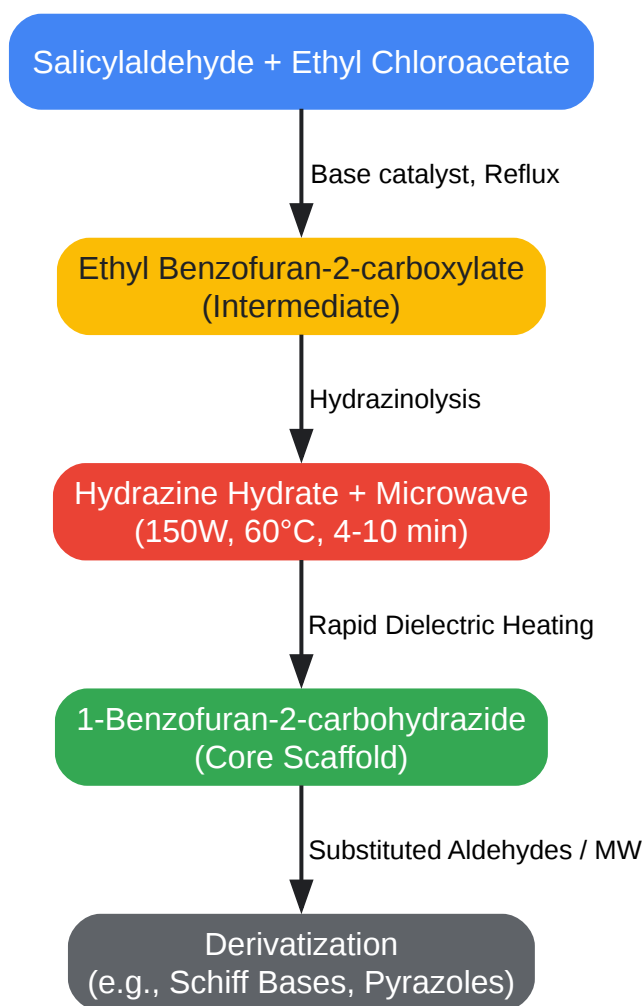 Salicylaldehyde + Ethyl Chloroacetate
Base catalyst, Reflux
Ethyl Benzofuran-2-carboxylate
(Intermediate)
Hydrazinolysis
Hydrazine Hydrate + Microwave
(150W, 60°C, 4-10 min)
Rapid Dielectric Heating
1-Benzofuran-2-carbohydrazide
(Core Scaffold)
Substituted Aldehydes / MW
Derivatization
(e.g., Schiff Bases, Pyrazoles)